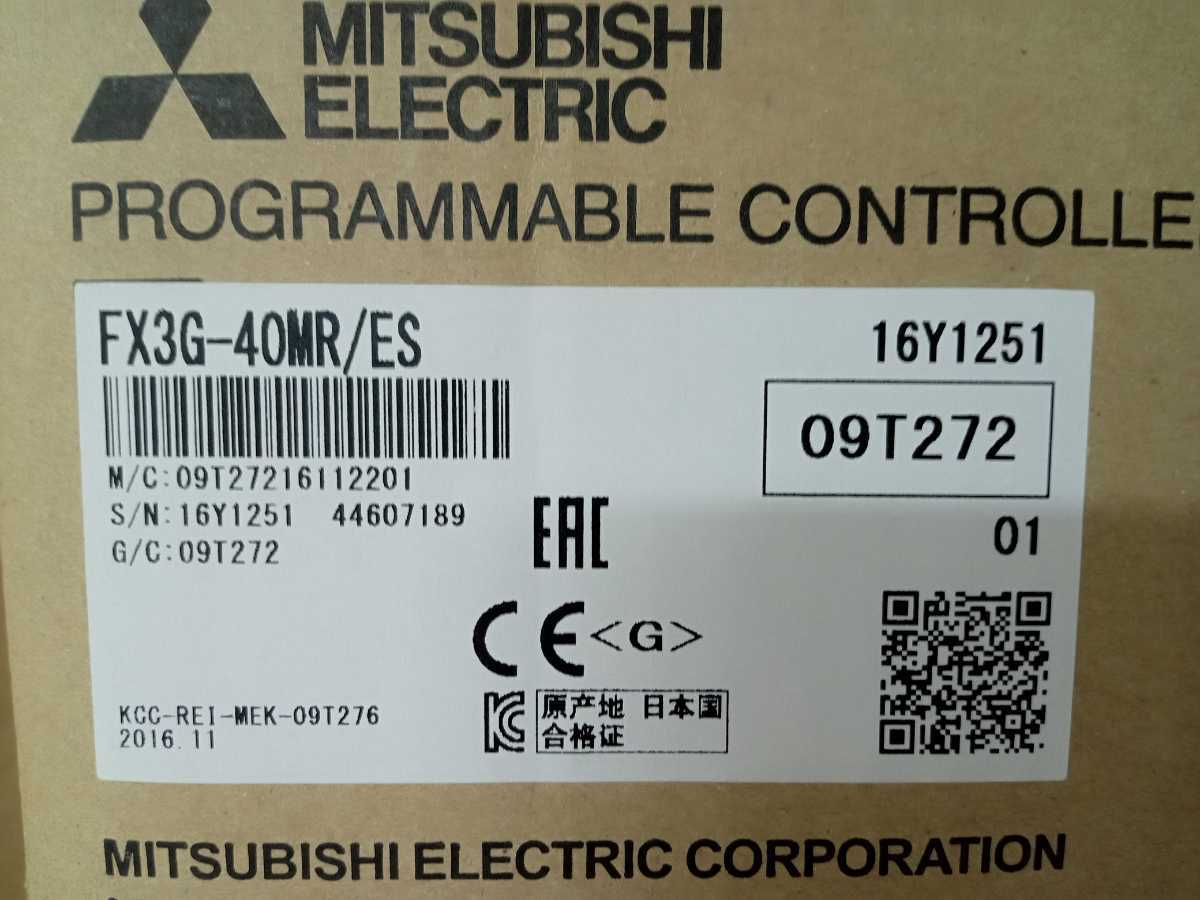 MITSUBISHI
ELECTRIC
PROGRAMMABLE CONTROLLE
FX3G-40MR/ES
16Y1251
09T272
M/C:09T27216112201
S/N:16Y1251 44607189
G/C:09T272
EAC
01
CE<G>
KCC-REI-MEK-09T276
2016.11
KC
原产地 日本国
合格证
MITSUBISHI ELECTRIC CORPORATION